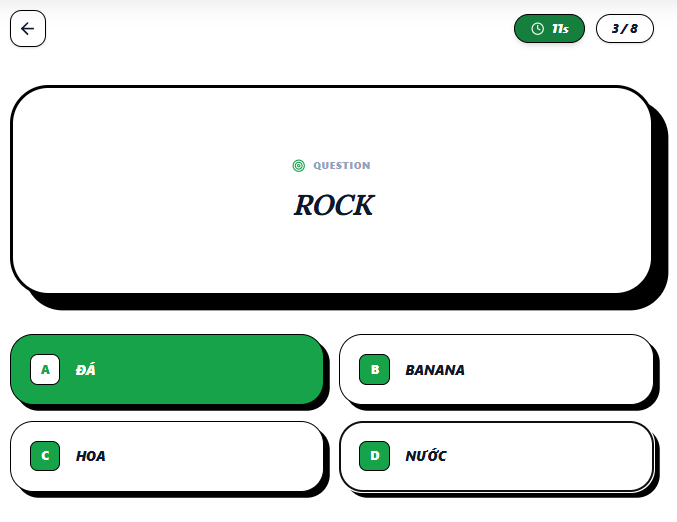 11s
3 / 8
QUESTION
ROCK
A ĐÁ
B BANANA
C HOA
D NƯỚC